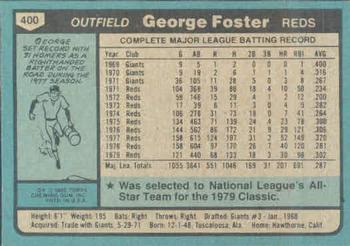 400 OUTFIELD George Foster REDS
GEORGE
SET RECORD WITH
31 HOMERS AS A
RIGHTHANDED
BATTER ON THE
ROAD DURING THE
1977 SEASON.
© 1980 TOPPS
CHEWING GUM, INC.
PRTD. IN U.S.A.
COMPLETE MAJOR LEAGUE BATTING RECORD
Year Club G AB R H 2B 3B HR RBI AVG.
1969 Giants 9 5 1 2 0 0 0 1 .400
1970 Giants 9 19 2 6 1 1 1 4 .316
1971 Giants 36 105 11 28 5 0 3 8 .267
1971 Reds 104 368 39 86 18 4 10 50 .234
1972 Reds 59 145 15 29 4 1 2 12 .200
1973 Reds 17 39 6 11 3 0 4 9 .282
1974 Reds 106 276 31 73 18 0 7 41 .264
1975 Reds 134 463 71 139 24 4 23 78 .300
1976 Reds 144 562 86 172 21 9 29 121 .306
1977 Reds 158 615 124 197 31 2 52 149 .320
1978 Reds 158 604 97 170 26 7 40 120 .281
1979 Reds 121 440 68 133 18 3 30 98 .302
Maj. Lea. Totals 1055 3641 551 1046 169 31 201 691 .287
★ Was selected to National League's All-
Star Team for the 1979 Classic.
Height: 6'1" Weight: 195 Bats: Right Throws: Right Drafted: Giants #3 - Jan., 1968
Acquired: Trade with Giants, 5-29-71 Born: 12-1-48, Tuscaloosa, Ala. Home: Hawthorne, Calif.